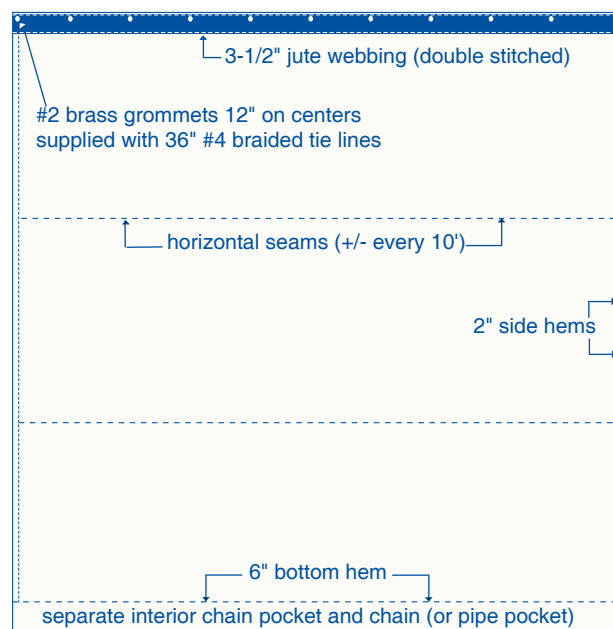 3-1/2" jute webbing (double stitched)
#2 brass grommets 12" on centers
supplied with 36" #4 braided tie lines
horizontal seams (+/- every 10')
2" side hems
6" bottom hem
separate interior chain pocket and chain (or pipe pocket)